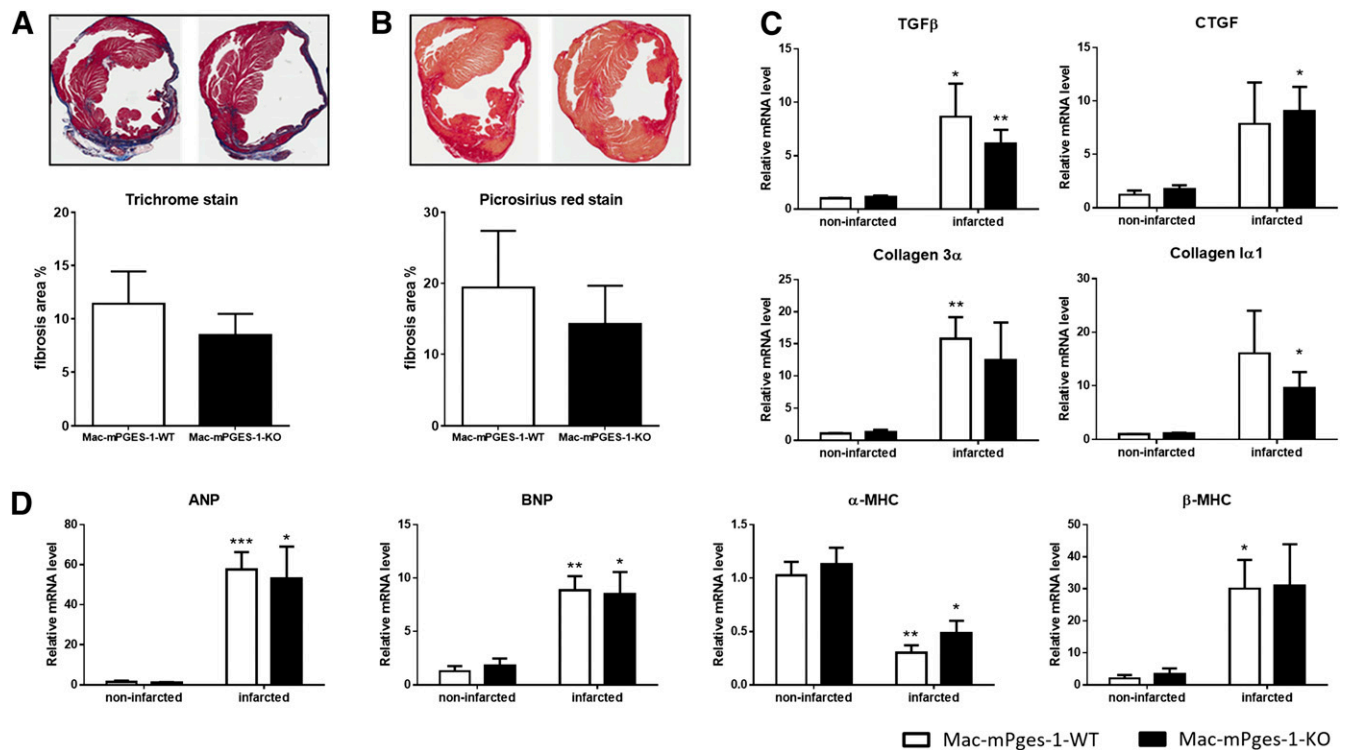 A
B
C
Trichrome stain
fibrosis area %
20
15
10
5
0
Mac-mPGES-1-WT
Mac-mPGES-1-KO
Picrosirius red stain
fibrosis area %
30
20
10
0
Mac-mPGES-1-WT
Mac-mPGES-1-KO
TGFβ
Relative mRNA level
15
10
5
0
*
**
non-infarcted
infarcted
CTGF
Relative mRNA level
15
10
5
0
*
non-infarcted
infarcted
Collagen 3α
Relative mRNA level
25
20
15
10
5
0
**
non-infarcted
infarcted
Collagen Iα1
Relative mRNA level
30
20
10
0
*
non-infarcted
infarcted
D
ANP
Relative mRNA level
80
60
40
20
0
***
*
non-infarcted
infarcted
BNP
Relative mRNA level
15
10
5
0
**
*
non-infarcted
infarcted
α-MHC
Relative mRNA level
1.5
1.0
0.5
0.0
**
*
non-infarcted
infarcted
β-MHC
Relative mRNA level
50
40
30
20
10
0
*
non-infarcted
infarcted
Mac-mPges-1-WT
Mac-mPges-1-KO